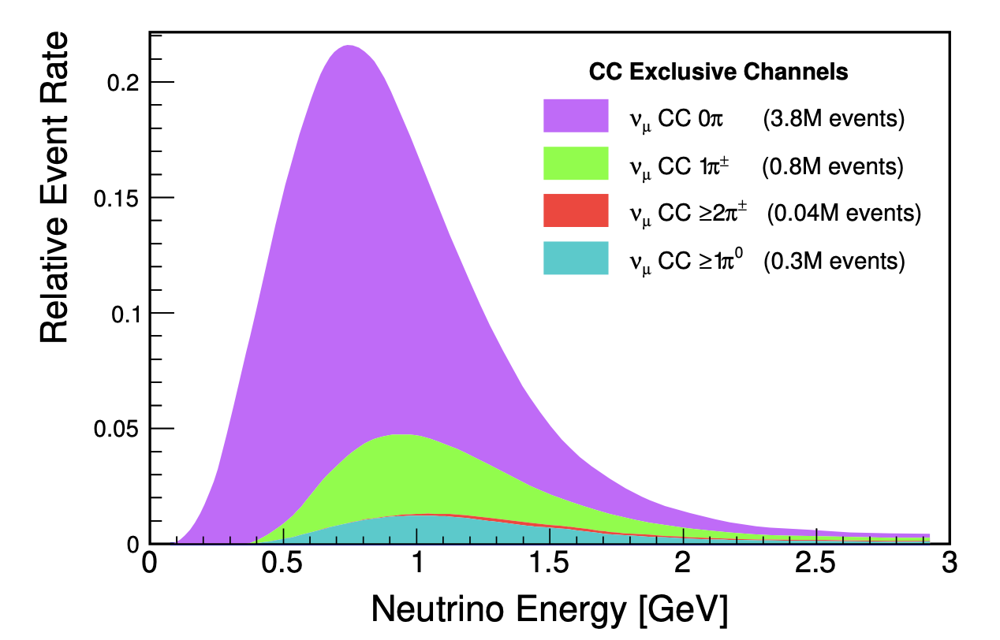 Relative Event Rate
0.2
0.15
0.1
0.05
0
CC Exclusive Channels
νμ CC 0π (3.8M events)
νμ CC 1π± (0.8M events)
νμ CC ≥2π± (0.04M events)
νμ CC ≥1π⁰ (0.3M events)
0 0.5 1 1.5 2 2.5 3
Neutrino Energy [GeV]